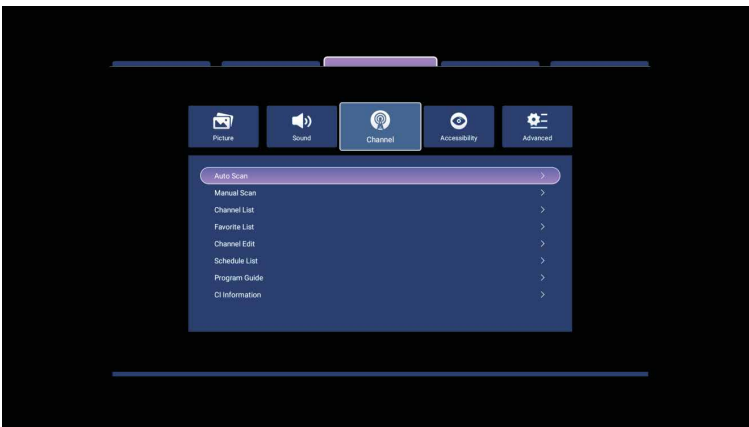 Picture
Sound
Channel
Accessibility
Advanced
Auto Scan
Manual Scan
Channel List
Favorite List
Channel Edit
Schedule List
Program Guide
CI Information